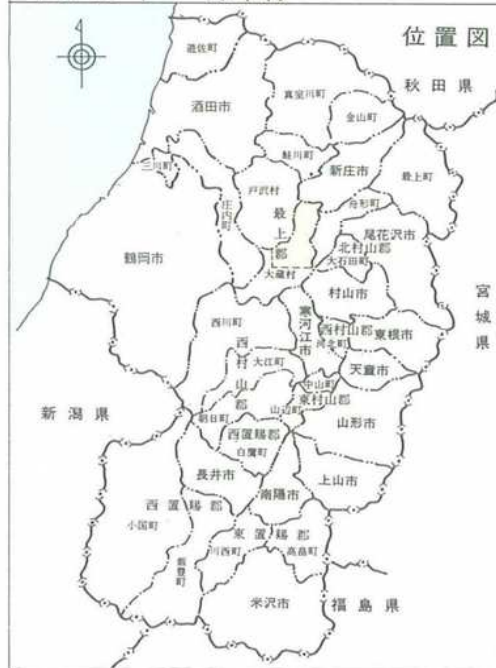 位置図
秋田県
遊佐町
酒田市
真室川町
金山町
鮭川町
新庄市
最上町
三川町
戸沢村
舟形町
庄内町
最上郡
尾花沢市
北村山郡
大石田町
鶴岡市
大蔵村
村山市
宮城県
西川町
寒河江市
西村山郡
河北町
東根市
西村山郡
大江町
天童市
中山町
東村山郡
新潟県
朝日町
山辺町
山形市
西置賜郡
白鷹町
長井市
上山市
南陽市
西置賜郡
小国町
東置賜郡
川西町
高畠町
飯豊町
米沢市
福島県